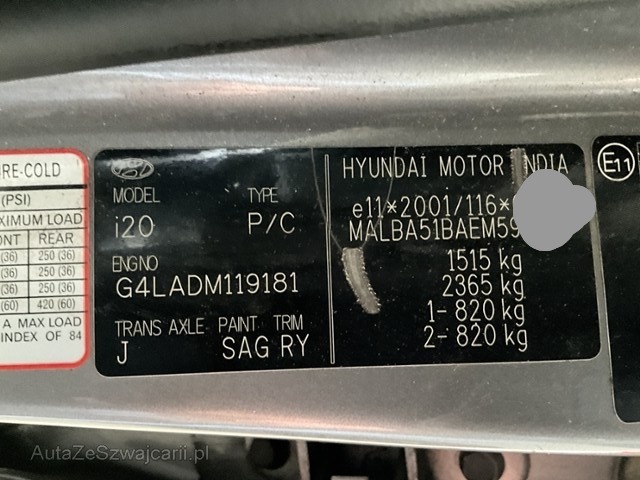 RE-COLD
(PSI)
XIMUM LOAD
ONT REAR
(36) 250 (36)
(36) 250 (36)
(36) 250 (36)
(60) 420 (60)
A MAX LOAD
INDEX OF 84
HYUNDAI MOTOR INDIA
MODEL TYPE
i20 P/C
ENG NO
G4LADM119181
TRANS AXLE PAINT TRIM
J SAG RY
e11*2001/116*
MALBA51BAEM59
1515 kg
2365 kg
1- 820 kg
2- 820 kg
E11
AutaZeSzwajcarii.pl